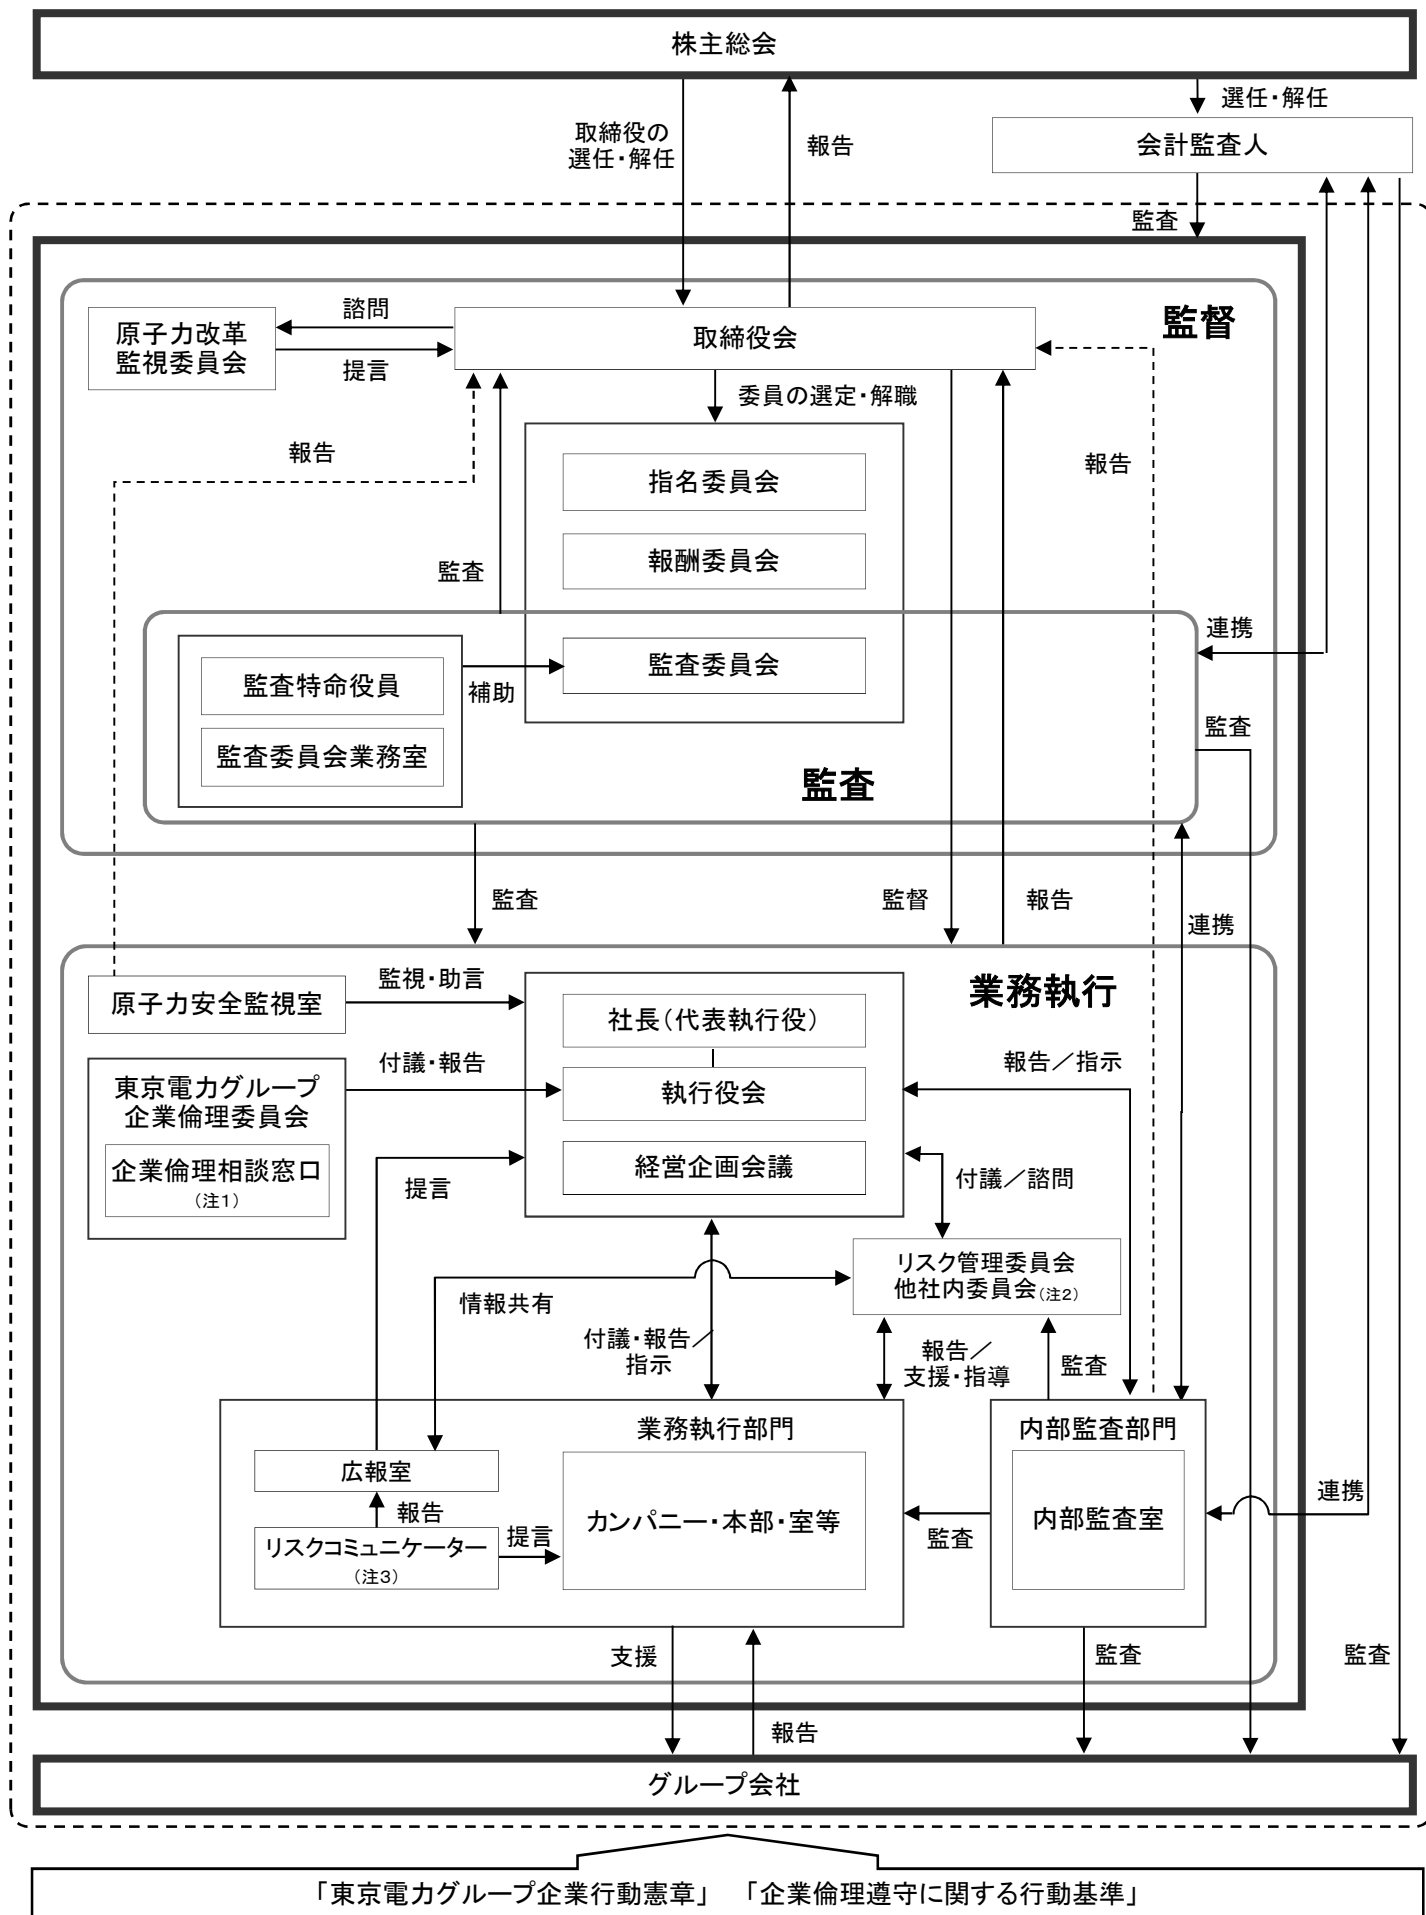 株主総会
選任・解任
取締役の
選任・解任
報告
会計監査人
監査
監督
諮問
原子力改革
監視委員会
提言
取締役会
委員の選定・解職
報告
報告
指名委員会
報酬委員会
監査
連携
監査委員会
監査特命役員
補助
監査委員会業務室
監査
監査
監査
監督
報告
連携
業務執行
監視・助言
原子力安全監視室
社長(代表執行役)
付議・報告
報告／指示
東京電力グループ
企業倫理委員会
執行役会
企業倫理相談窓口
(注1)
経営企画会議
提言
付議／諮問
リスク管理委員会
他社内委員会(注2)
情報共有
付議・報告／
指示
報告／
支援・指導
監査
業務執行部門
内部監査部門
広報室
報告
リスクコミュニケーター
(注3)
提言
カンパニー・本部・室等
監査
内部監査室
連携
支援
報告
監査
監査
グループ会社
「東京電力グループ企業行動憲章」 「企業倫理遵守に関する行動基準」